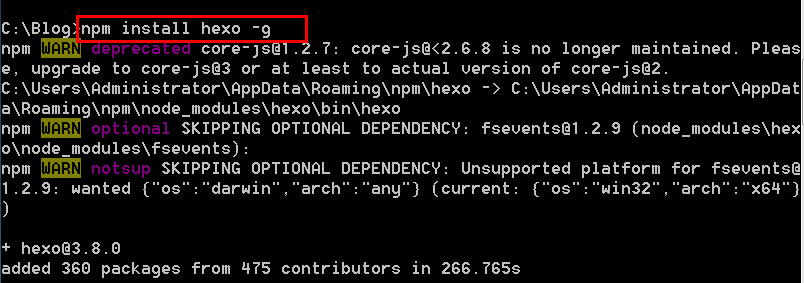 C:\Blog>npm install hexo -g
npm WARN deprecated core-js@1.2.7: core-js@<2.6.8 is no longer maintained. Pleas
e, upgrade to core-js@3 or at least to actual version of core-js@2.
C:\Users\Administrator\AppData\Roaming\npm\hexo -> C:\Users\Administrator\AppDat
a\Roaming\npm\node_modules\hexo\bin\hexo
npm WARN optional SKIPPING OPTIONAL DEPENDENCY: fsevents@1.2.9 (node_modules\hex
o\node_modules\fsevents):
npm WARN notsup SKIPPING OPTIONAL DEPENDENCY: Unsupported platform for fsevents@
1.2.9: wanted {"os":"darwin","arch":"any"} (current: {"os":"win32","arch":"x64"}
)
+ hexo@3.8.0
added 360 packages from 475 contributors in 266.765s